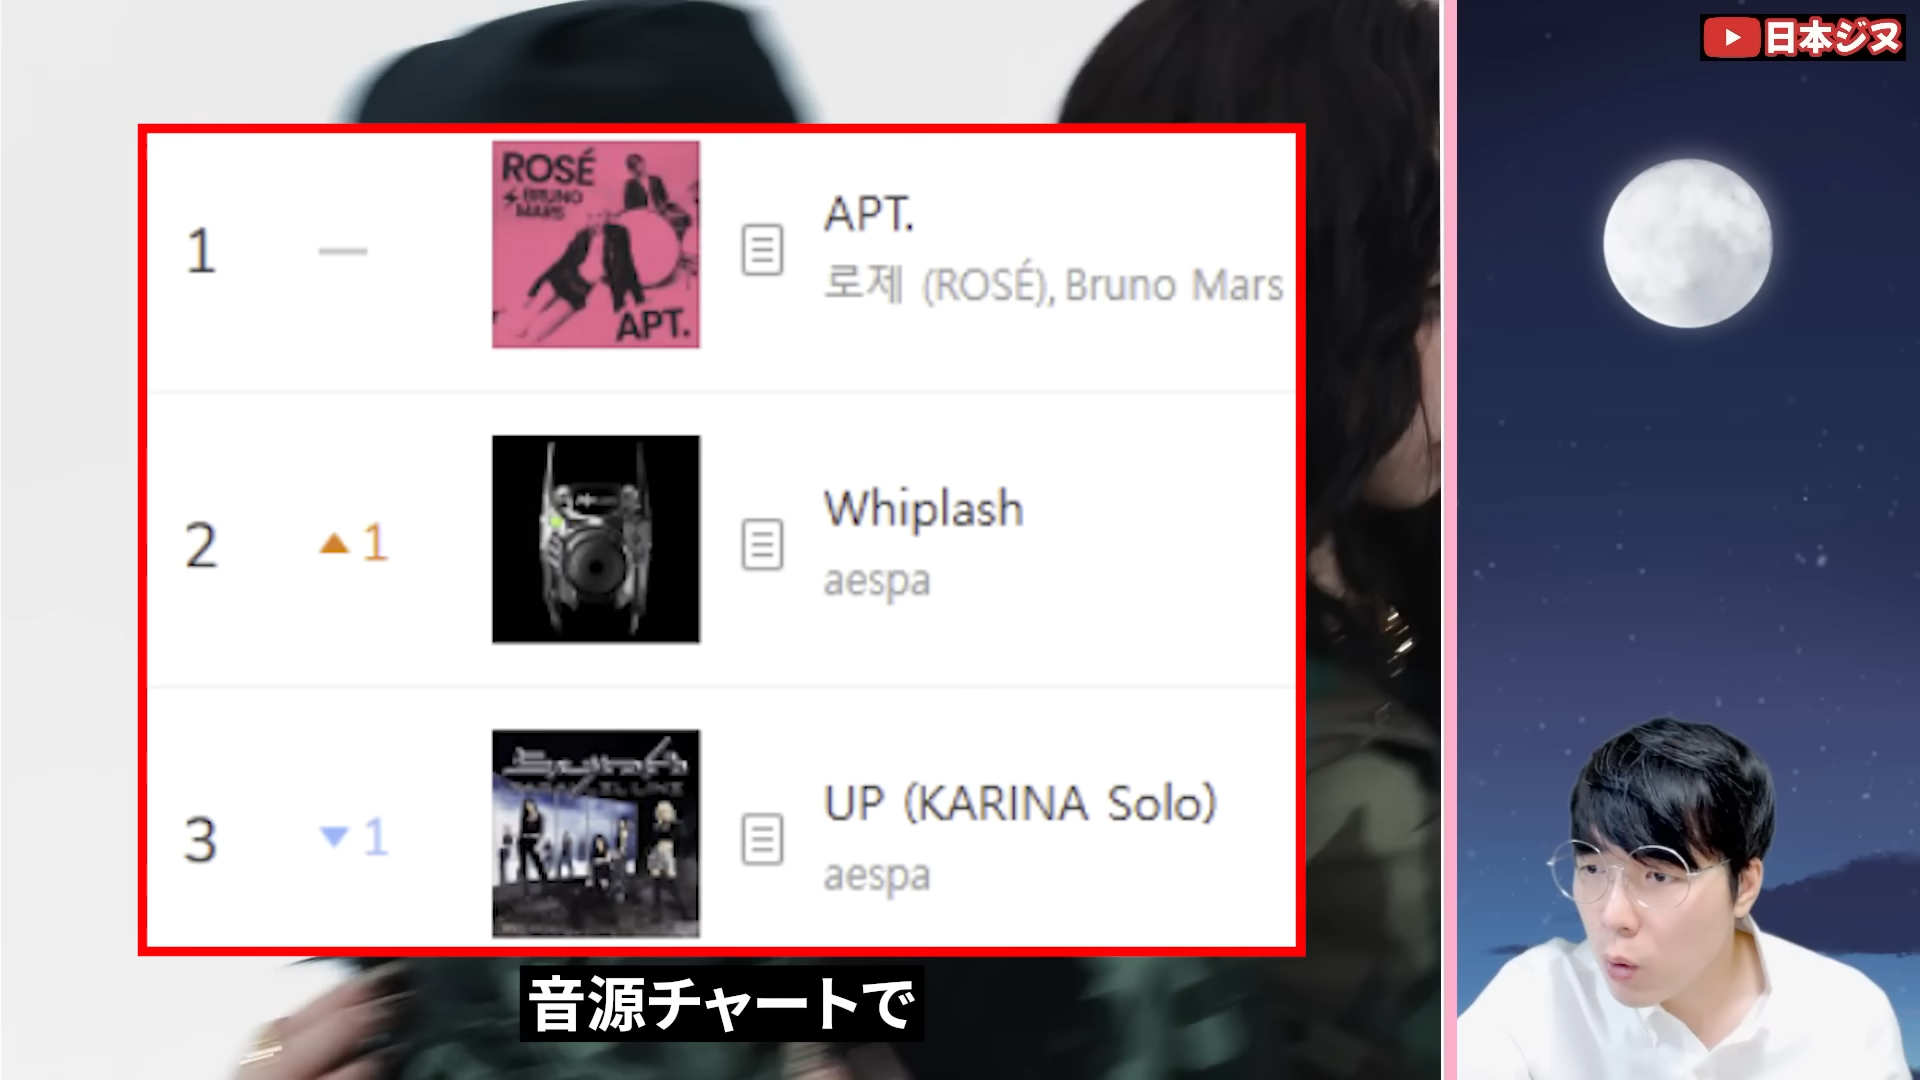 日本ジヌ
1
ROSÉ
BRUNO
MARS
APT.
APT.
로제 (ROSÉ), Bruno Mars
2
▲ 1
Whiplash
aespa
3
▼ 1
UP (KARINA Solo)
aespa
音源チャートで